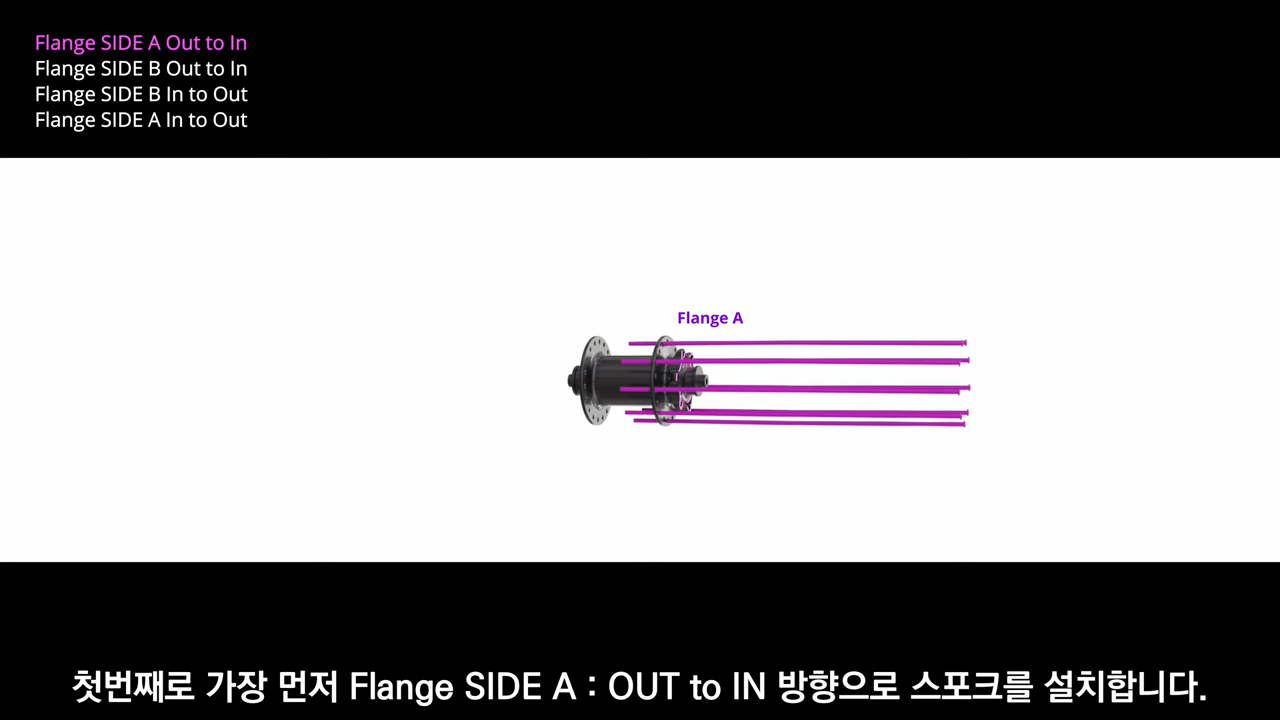 Flange SIDE A Out to In
Flange SIDE B Out to In
Flange SIDE B In to Out
Flange SIDE A In to Out
Flange A
첫번째로 가장 먼저 Flange SIDE A : OUT to IN 방향으로 스포크를 설치합니다.